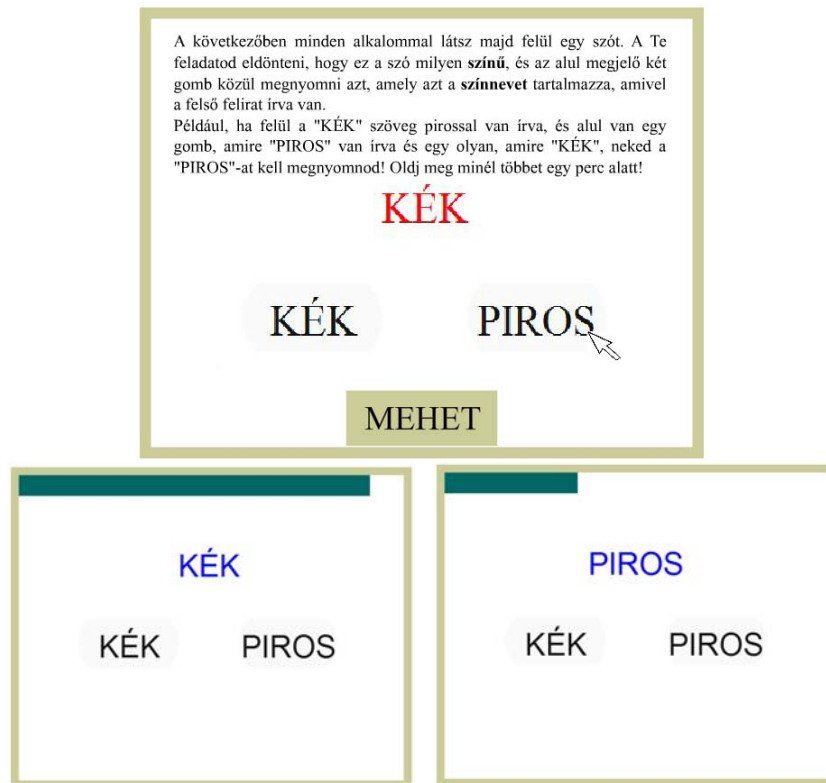 A következőben minden alkalommal látsz majd felül egy szót. A Te
feladatod eldönteni, hogy ez a szó milyen színű, és az alul megjelő két
gomb közül megnyomni azt, amely azt a színnevet tartalmazza, amivel
a felső felirat írva van.
Például, ha felül a "KÉK" szöveg pirossal van írva, és alul van egy
gomb, amire "PIROS" van írva és egy olyan, amire "KÉK", neked a
"PIROS"-at kell megnyomnod! Oldj meg minél többet egy perc alatt!
KÉK
KÉK PIROS
MEHET
KÉK
KÉK PIROS
PIROS
KÉK PIROS